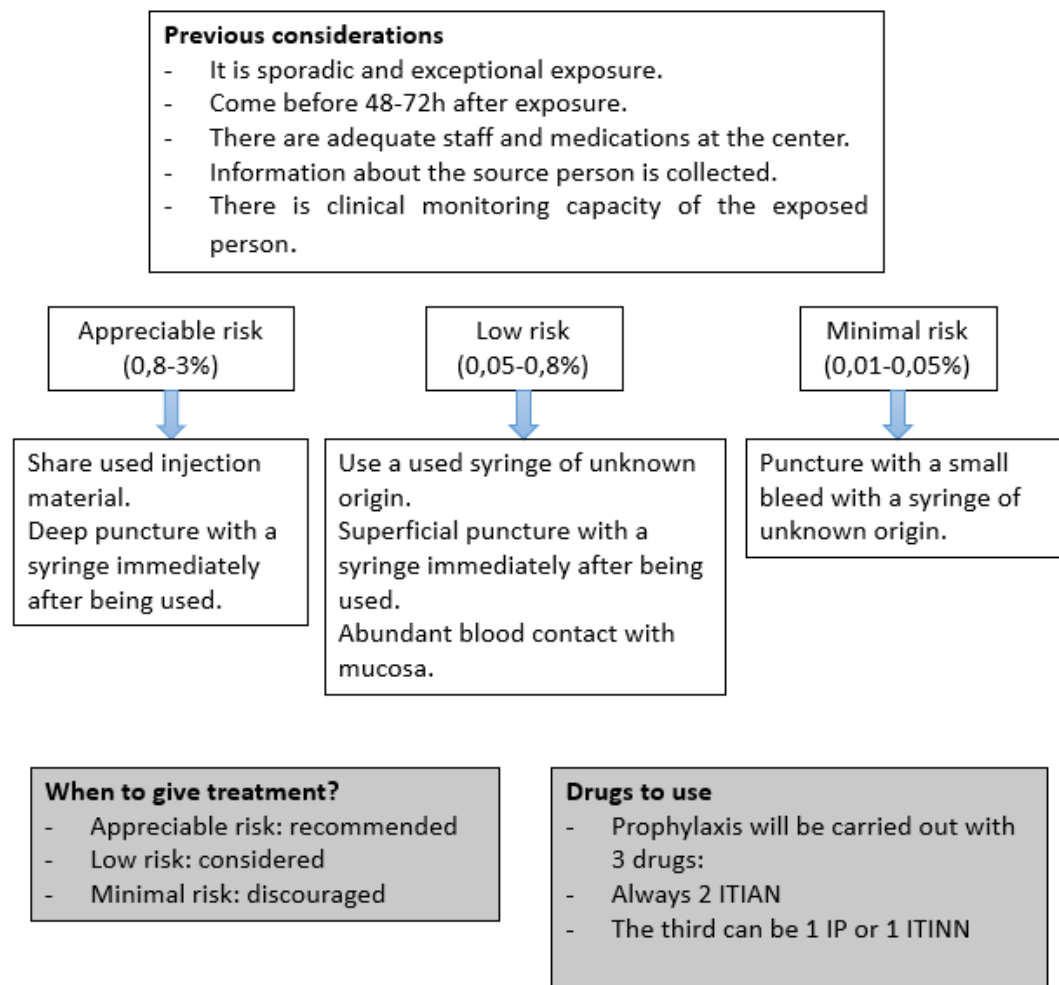 Previous considerations
- It is sporadic and exceptional exposure.
- Come before 48-72h after exposure.
- There are adequate staff and medications at the center.
- Information about the source person is collected.
- There is clinical monitoring capacity of the exposed
person.
Appreciable risk
(0,8-3%)
Low risk
(0,05-0,8%)
Minimal risk
(0,01-0,05%)
Share used injection
material.
Deep puncture with a
syringe immediately
after being used.
Use a used syringe of unknown
origin.
Superficial puncture with a
syringe immediately after being
used.
Abundant blood contact with
mucosa.
Puncture with a small
bleed with a syringe of
unknown origin.
When to give treatment?
- Appreciable risk: recommended
- Low risk: considered
- Minimal risk: discouraged
Drugs to use
- Prophylaxis will be carried out with
3 drugs:
- Always 2 ITIAN
- The third can be 1 IP or 1 ITINN